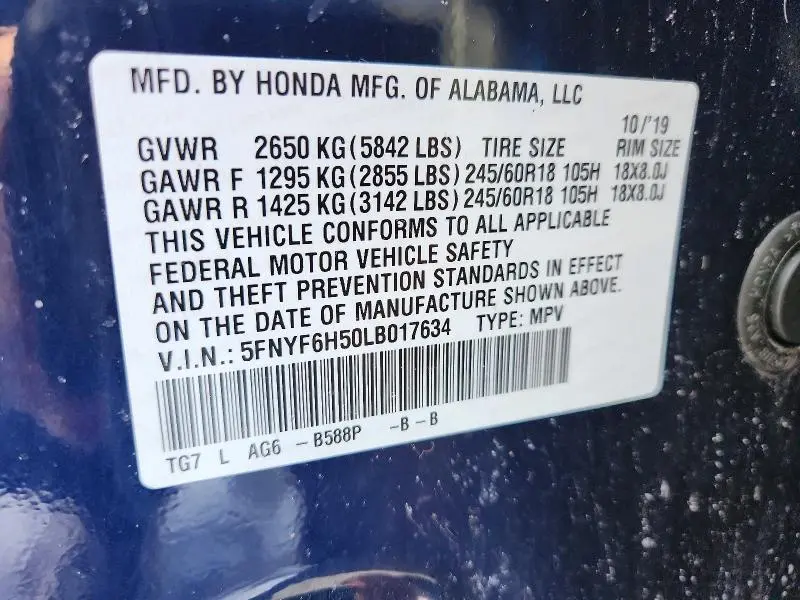 MFD. BY HONDA MFG. OF ALABAMA, LLC
10/'19
GVWR 2650 KG (5842 LBS) TIRE SIZE RIM SIZE
GAWR F 1295 KG (2855 LBS) 245/60R18 105H 18X8.0J
GAWR R 1425 KG (3142 LBS) 245/60R18 105H 18X8.0J
THIS VEHICLE CONFORMS TO ALL APPLICABLE
FEDERAL MOTOR VEHICLE SAFETY
AND THEFT PREVENTION STANDARDS IN EFFECT
ON THE DATE OF MANUFACTURE SHOWN ABOVE.
V.I.N.: 5FNYF6H50LB017634 TYPE: MPV
TG7 L AG6 - B588P - B - B